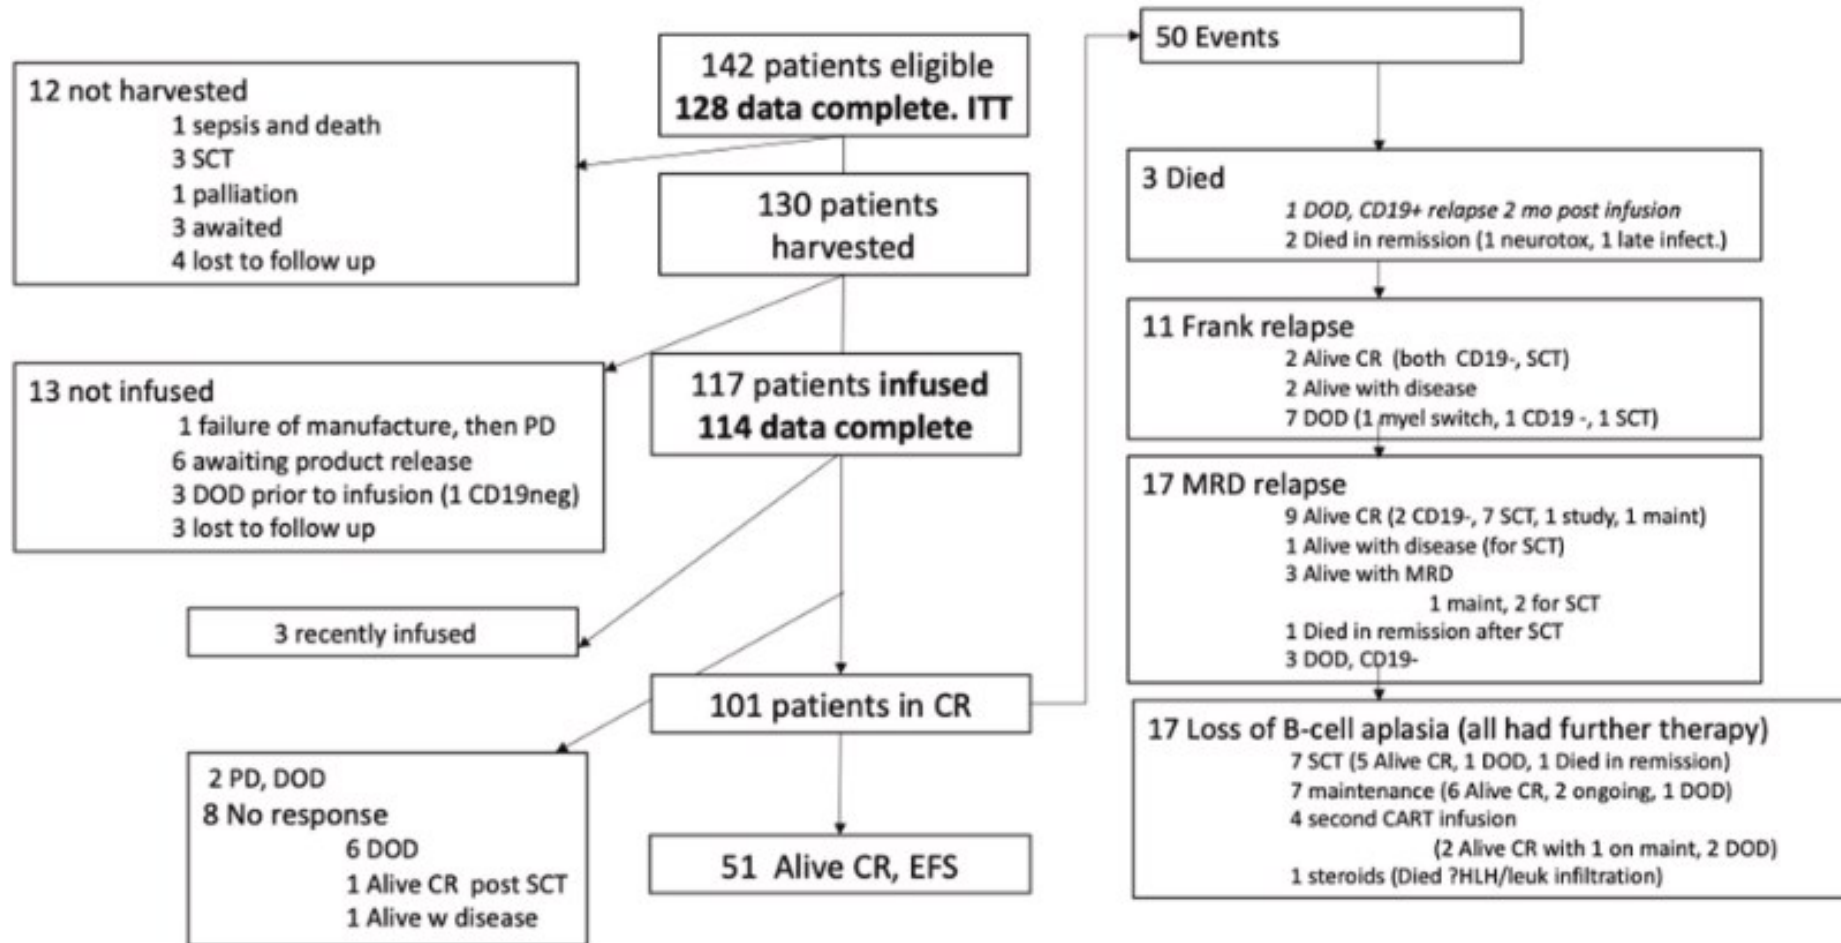 142 patients eligible
128 data complete. ITT
12 not harvested
1 sepsis and death
3 SCT
1 palliation
3 awaited
4 lost to follow up
130 patients
harvested
13 not infused
1 failure of manufacture, then PD
6 awaiting product release
3 DOD prior to infusion (1 CD19neg)
3 lost to follow up
117 patients infused
114 data complete
3 recently infused
101 patients in CR
2 PD, DOD
8 No response
6 DOD
1 Alive CR post SCT
1 Alive w disease
51 Alive CR, EFS
50 Events
3 Died
1 DOD, CD19+ relapse 2 mo post infusion
2 Died in remission (1 neurotox, 1 late infect.)
11 Frank relapse
2 Alive CR (both CD19-, SCT)
2 Alive with disease
7 DOD (1 myel switch, 1 CD19 -, 1 SCT)
17 MRD relapse
9 Alive CR (2 CD19-, 7 SCT, 1 study, 1 maint)
1 Alive with disease (for SCT)
3 Alive with MRD
1 maint, 2 for SCT
1 Died in remission after SCT
3 DOD, CD19-
17 Loss of B-cell aplasia (all had further therapy)
7 SCT (5 Alive CR, 1 DOD, 1 Died in remission)
7 maintenance (6 Alive CR, 2 ongoing, 1 DOD)
4 second CART infusion
(2 Alive CR with 1 on maint, 2 DOD)
1 steroids (Died ?HLH/leuk infiltration)